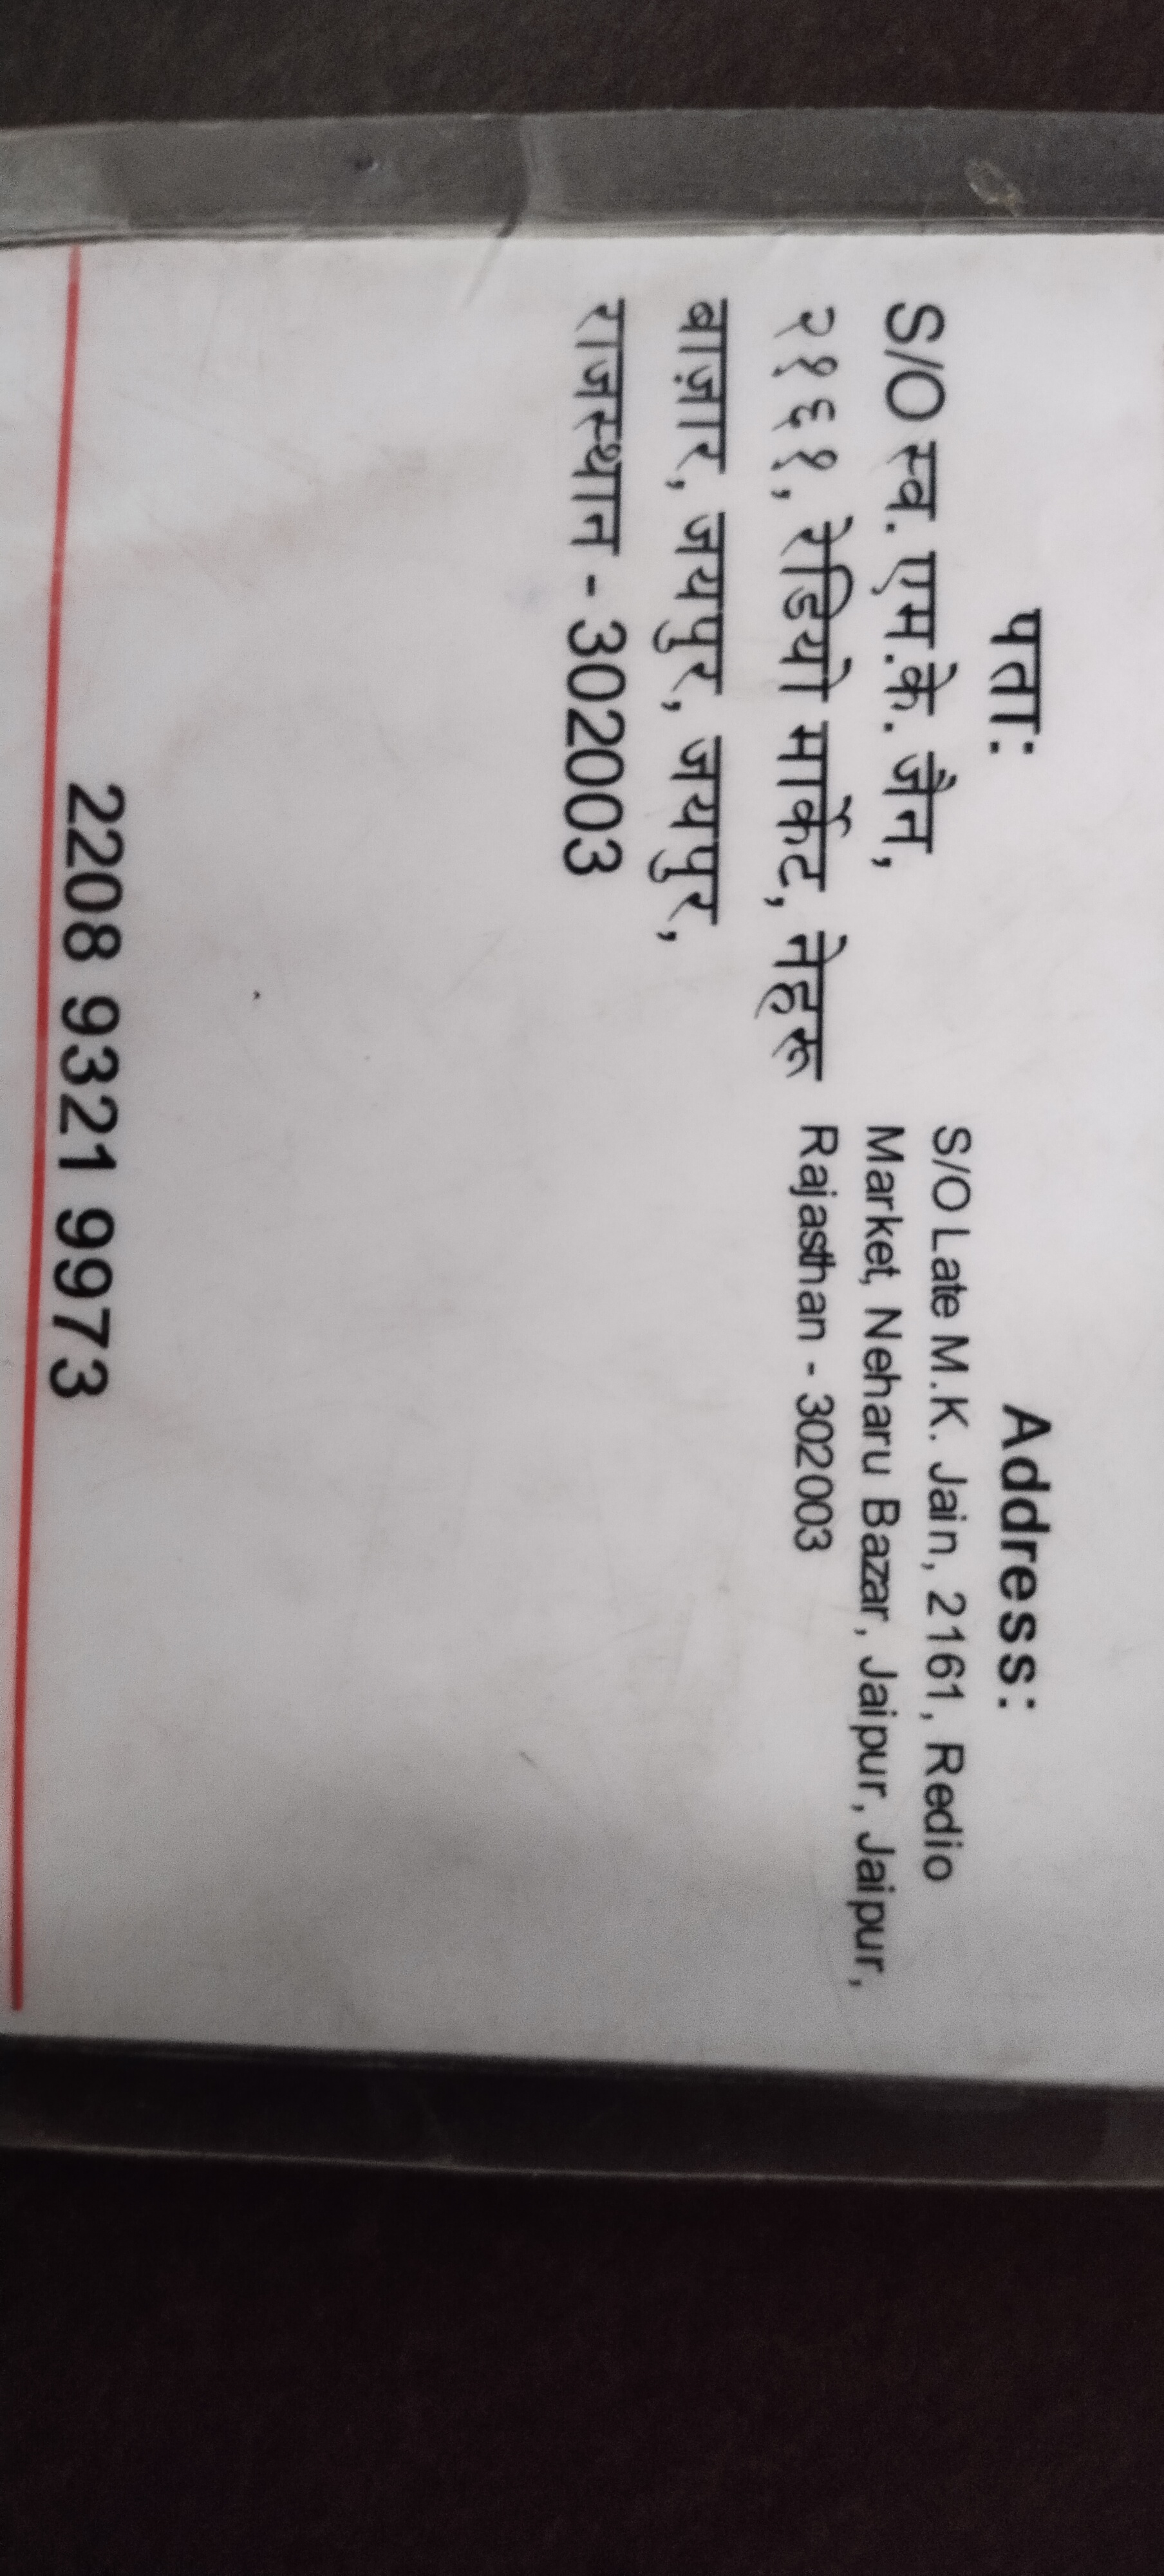 पता:
S/O स्व. एम.के. जैन,
२१६१, रेडियो मार्केट, नेहरू
बाज़ार, जयपुर, जयपुर,
राजस्थान - 302003
Address:
S/O Late M.K. Jain, 2161, Redio
Market, Neharu Bazar, Jaipur, Jaipur,
Rajasthan - 302003
2208 9321 9973